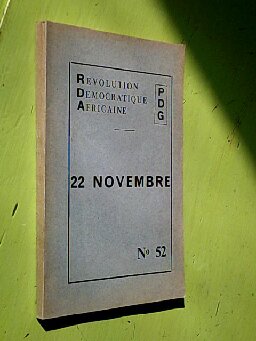 REVOLUTION
DEMOCRATIQUE
AFRICAINE
PDG
22 NOVEMBRE
No 52